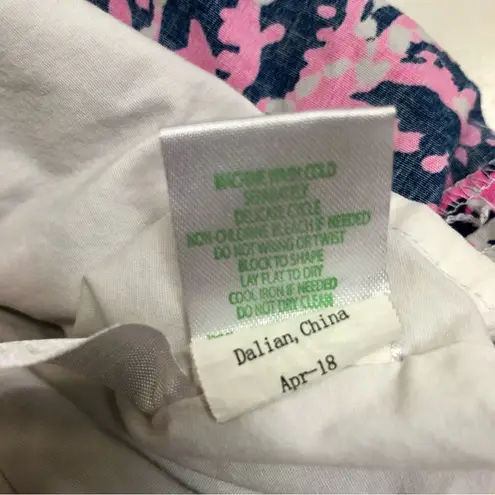 MACHINE WASH COLD
SEPARATELY
DELICATE CYCLE
NON-CHLORINE BLEACH IF NEEDED
DO NOT WRING OR TWIST
BLOCK TO SHAPE
LAY FLAT TO DRY
COOL IRON IF NEEDED
DO NOT DRY CLEAN
Dalian, China
Apr-18